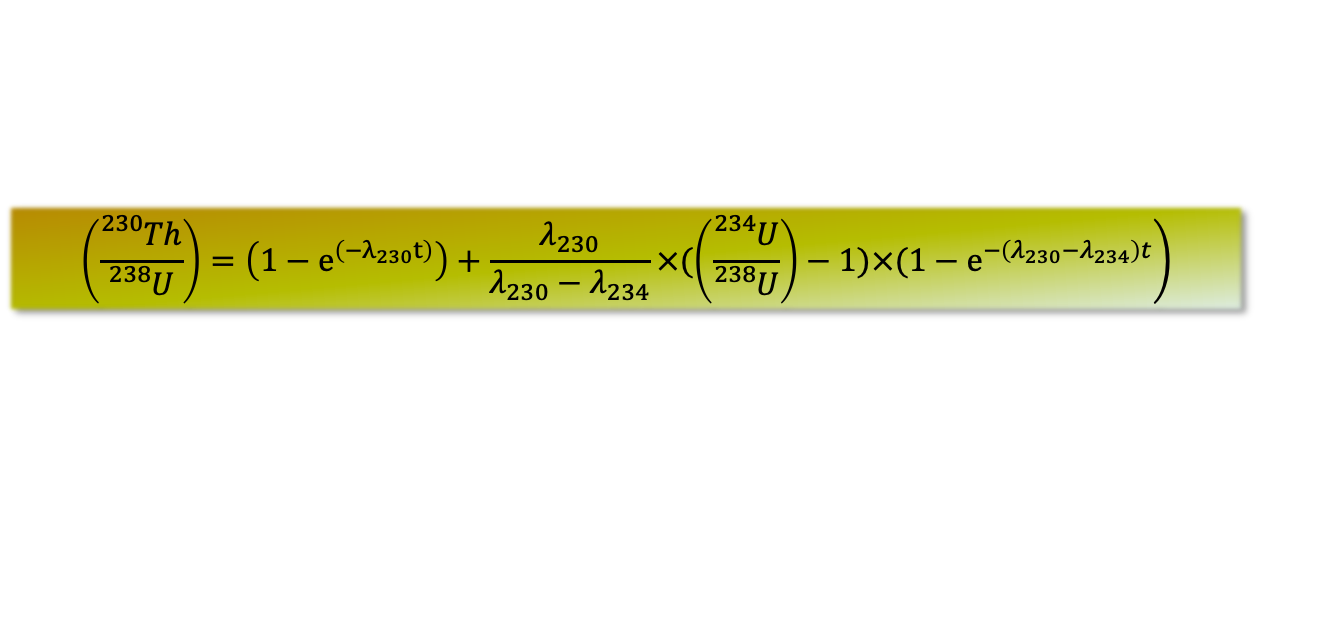 (²³⁰Th/²³⁸U) = (1 − e^(−λ₂₃₀t)) + λ₂₃₀/(λ₂₃₀ − λ₂₃₄) ×((²³⁴U/²³⁸U) − 1)×(1 − e^−(λ₂₃₀−λ₂₃₄)t)